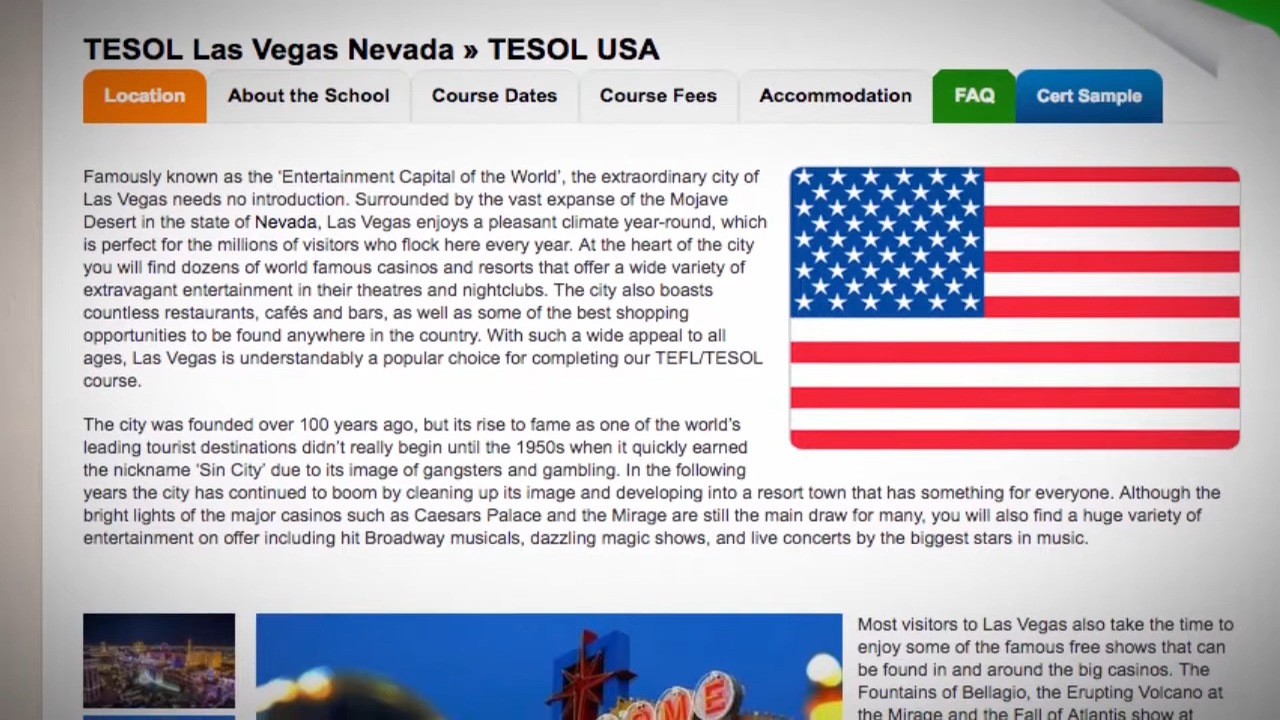 TESOL Las Vegas Nevada » TESOL USA
Location About the School Course Dates Course Fees Accommodation FAQ Cert Sample
Famously known as the 'Entertainment Capital of the World', the extraordinary city of
Las Vegas needs no introduction. Surrounded by the vast expanse of the Mojave
Desert in the state of Nevada, Las Vegas enjoys a pleasant climate year-round, which
is perfect for the millions of visitors who flock here every year. At the heart of the city
you will find dozens of world famous casinos and resorts that offer a wide variety of
extravagant entertainment in their theatres and nightclubs. The city also boasts
countless restaurants, cafés and bars, as well as some of the best shopping
opportunities to be found anywhere in the country. With such a wide appeal to all
ages, Las Vegas is understandably a popular choice for completing our TEFL/TESOL
course.
The city was founded over 100 years ago, but its rise to fame as one of the world's
leading tourist destinations didn't really begin until the 1950s when it quickly earned
the nickname 'Sin City' due to its image of gangsters and gambling. In the following
years the city has continued to boom by cleaning up its image and developing into a resort town that has something for everyone. Although the
bright lights of the major casinos such as Caesars Palace and the Mirage are still the main draw for many, you will also find a huge variety of
entertainment on offer including hit Broadway musicals, dazzling magic shows, and live concerts by the biggest stars in music.
Most visitors to Las Vegas also take the time to
enjoy some of the famous free shows that can
be found in and around the big casinos. The
Fountains of Bellagio, the Erupting Volcano at
the Mirage and the Fall of Atlantis show at
OME